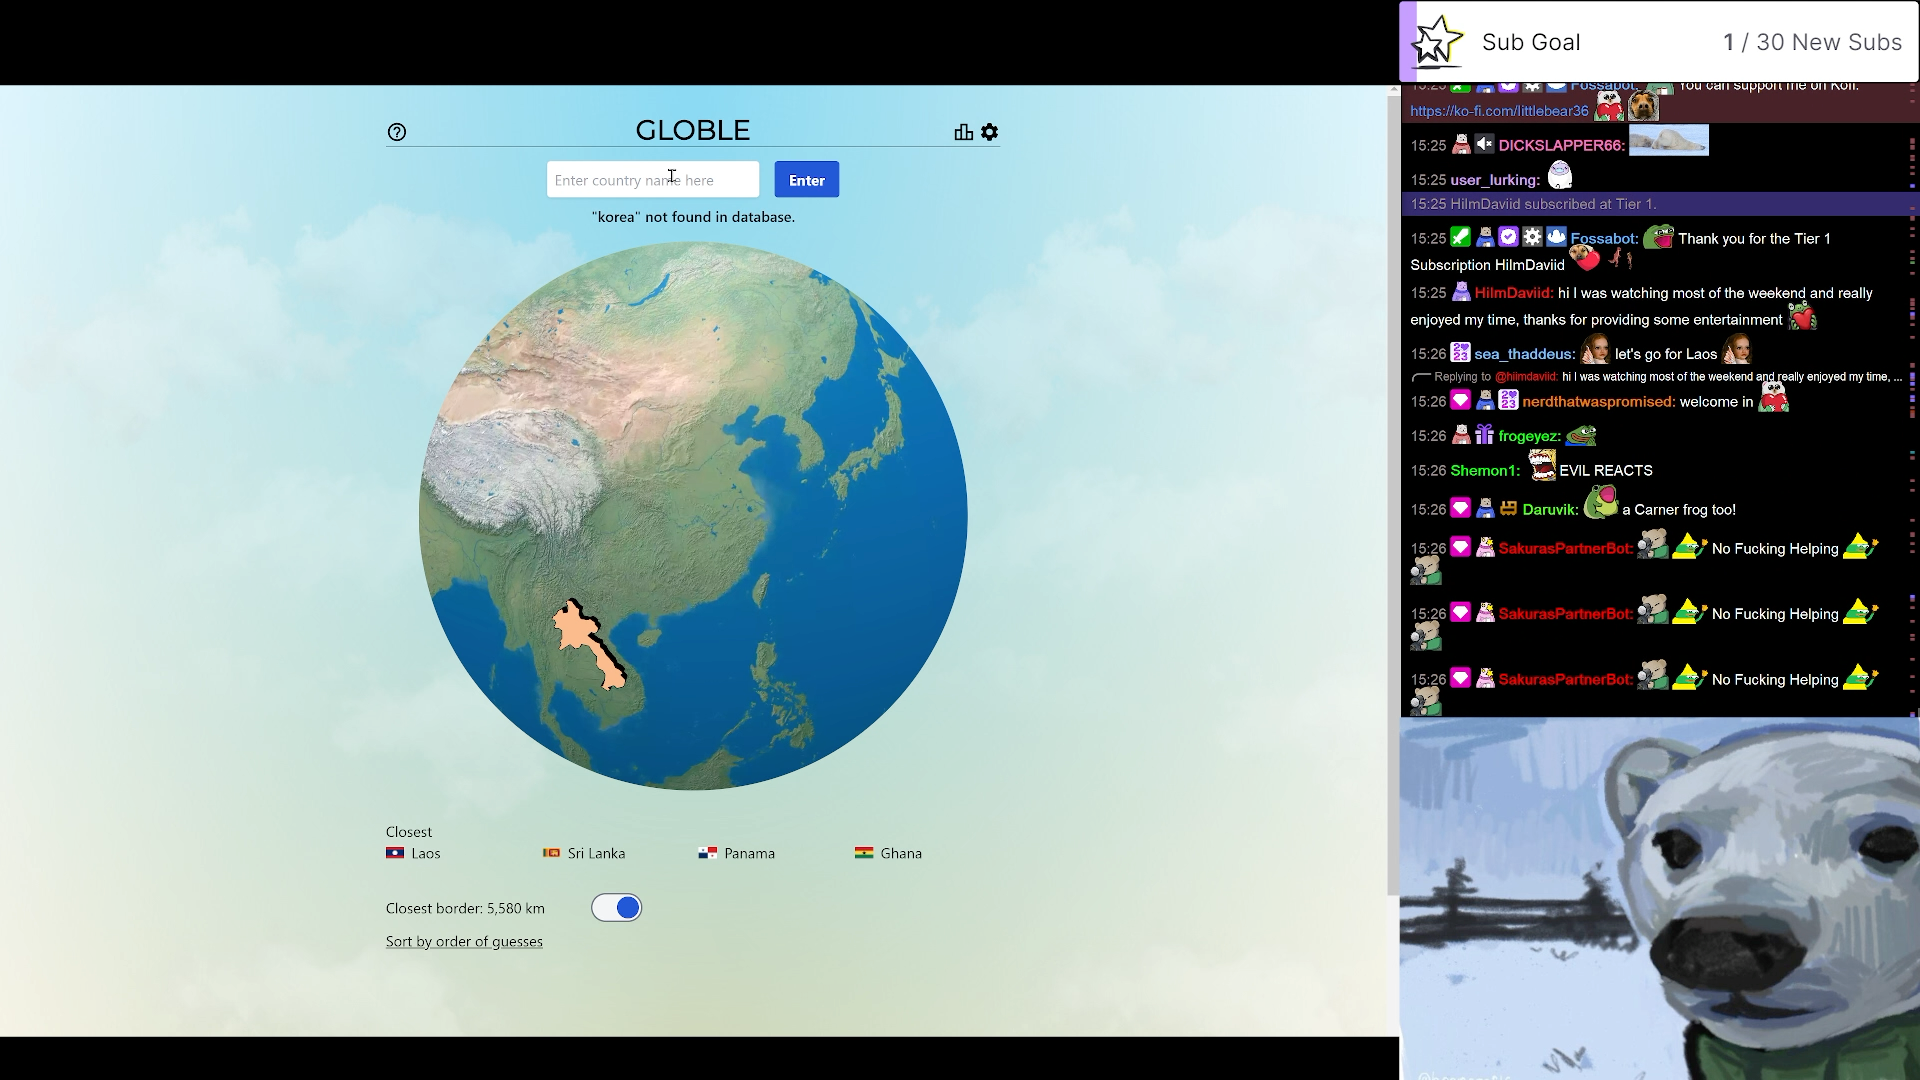 GLOBLE
Enter country name here
Enter
"korea" not found in database.
Closest
Laos
Sri Lanka
Panama
Ghana
Closest border: 5,580 km
Sort by order of guesses
Sub Goal
1 / 30 New Subs
15:25 Fossabot: You can support me on Kofi:
https://ko-fi.com/littlebear36
15:25 DICKSLAPPER66:
15:25 user_lurking:
15:25 HilmDaviid subscribed at Tier 1.
15:25 Fossabot: Thank you for the Tier 1
Subscription HilmDaviid
15:25 HilmDaviid: hi I was watching most of the weekend and really
enjoyed my time, thanks for providing some entertainment
15:26 sea_thaddeus: let's go for Laos
Replying to @hilmdaviid: hi I was watching most of the weekend and really enjoyed my time, ...
15:26 nerdthatwaspromised: welcome in
15:26 frogeyez:
15:26 Shemon1: EVIL REACTS
15:26 Daruvik: a Carner frog too!
15:26 SakurasPartnerBot: No Fucking Helping
15:26 SakurasPartnerBot: No Fucking Helping
15:26 SakurasPartnerBot: No Fucking Helping